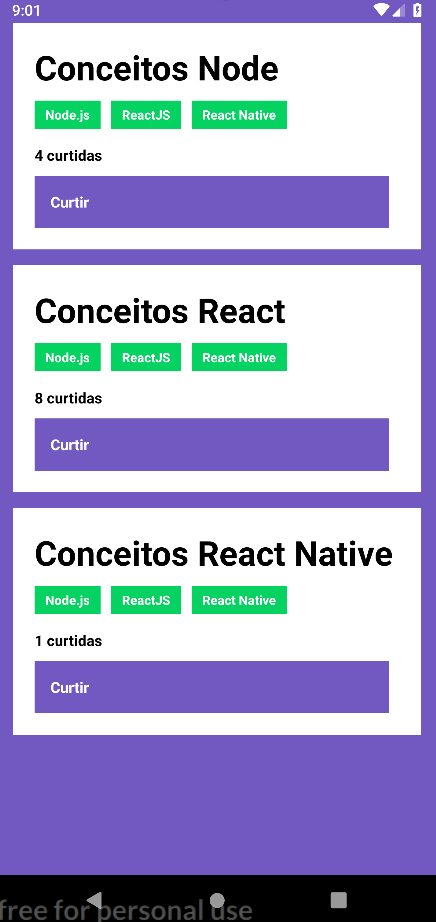 9:01
Conceitos Node
Node.js ReactJS React Native
4 curtidas
Curtir
Conceitos React
Node.js ReactJS React Native
8 curtidas
Curtir
Conceitos React Native
Node.js ReactJS React Native
1 curtidas
Curtir
free for personal use